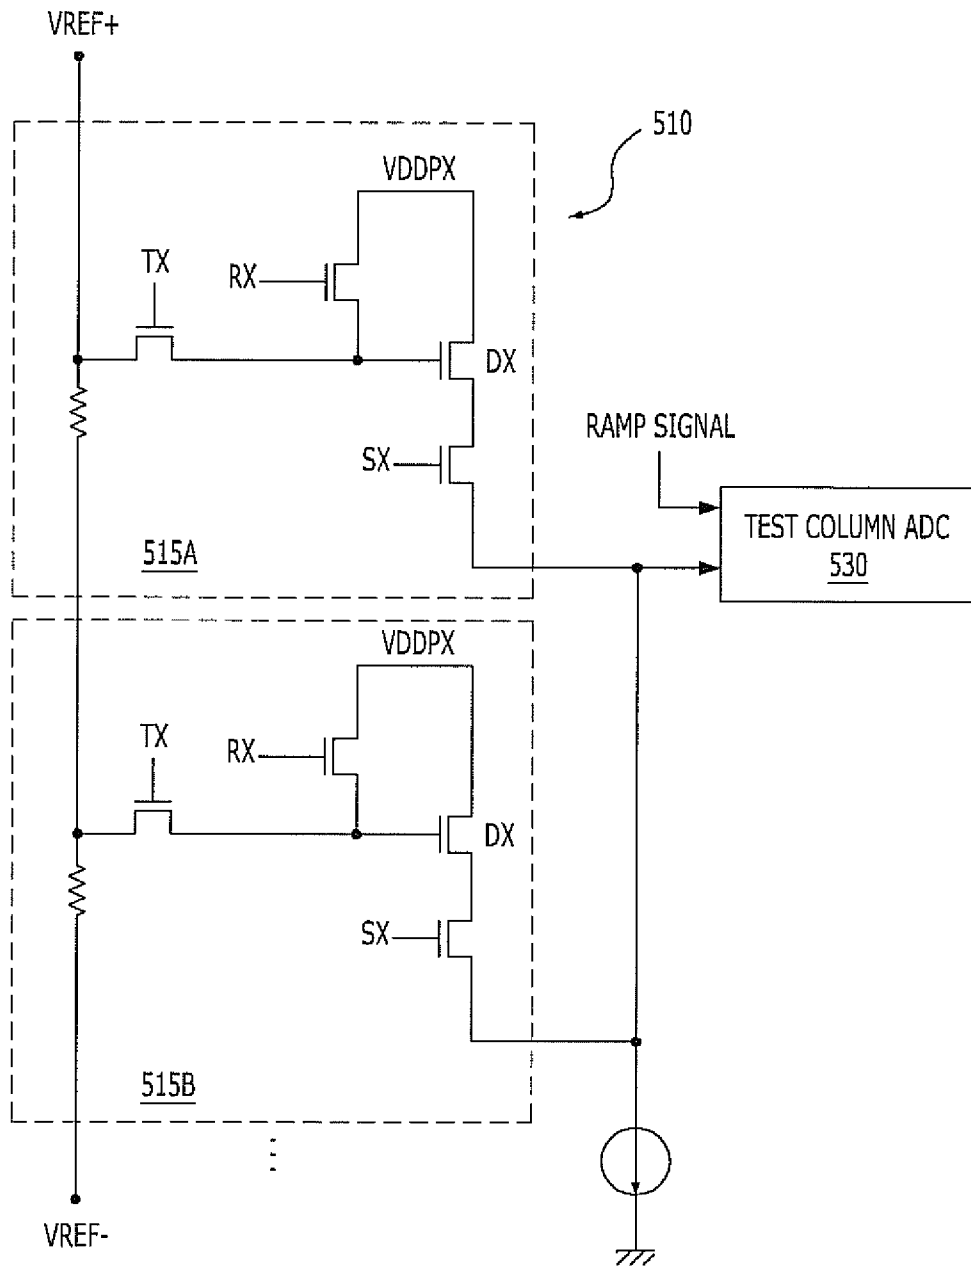 VREF+
510
VDDPX
TX
RX
DX
SX
RAMP SIGNAL
TEST COLUMN ADC
530
515A
VDDPX
TX
RX
DX
SX
515B
VREF-